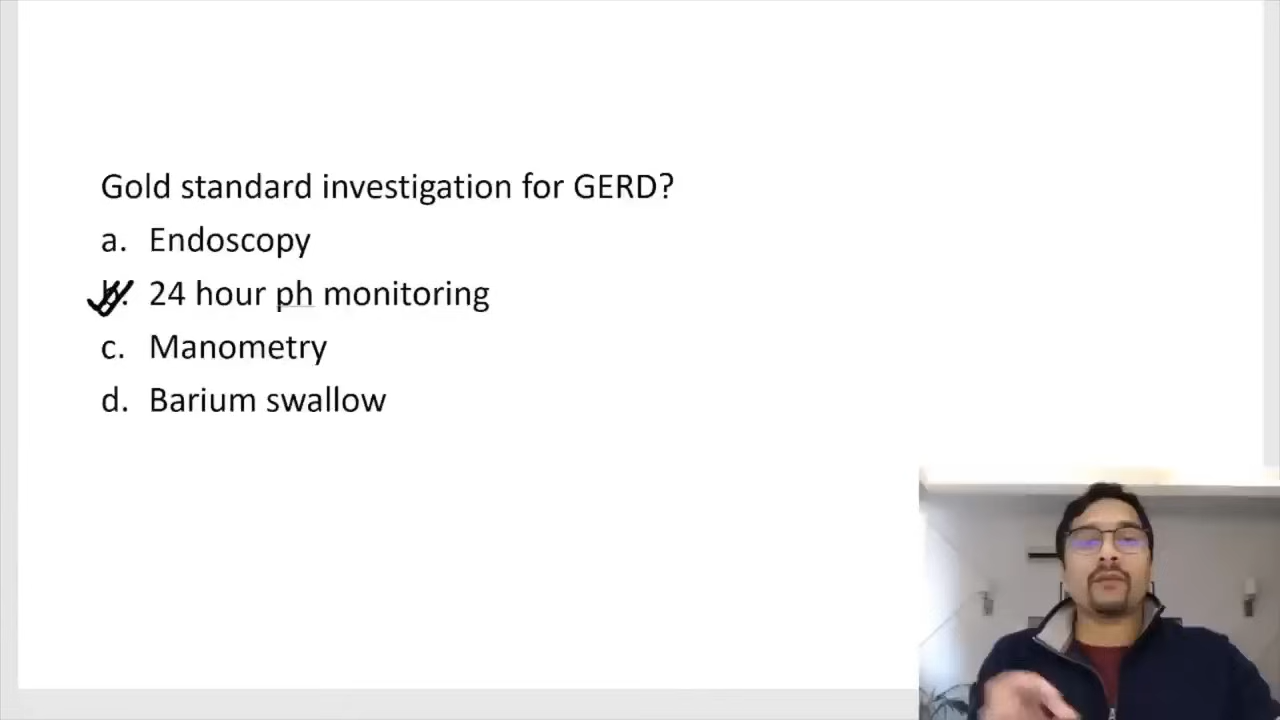 Gold standard investigation for GERD?
a. Endoscopy
b. 24 hour ph monitoring
c. Manometry
d. Barium swallow